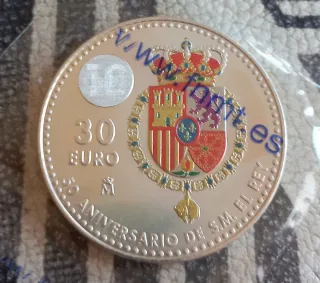 www.fnmt.es
30
EURO
M
50 ANIVERSARIO DE S.M. EL REY